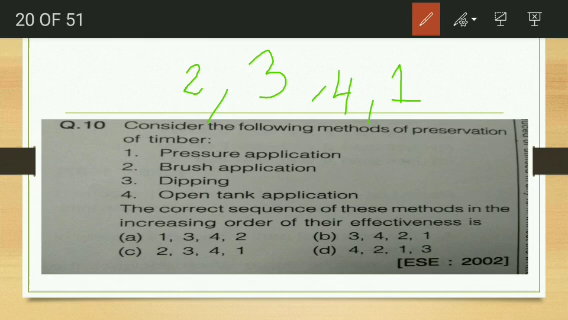 20 OF 51
2, 3, 4, 1
Q.10 Consider the following methods of preservation
of timber:
1. Pressure application
2. Brush application
3. Dipping
4. Open tank application
The correct sequence of these methods in the
increasing order of their effectiveness is
(a) 1, 3, 4, 2 (b) 3, 4, 2, 1
(c) 2, 3, 4, 1 (d) 4, 2, 1, 3
[ESE : 2002]